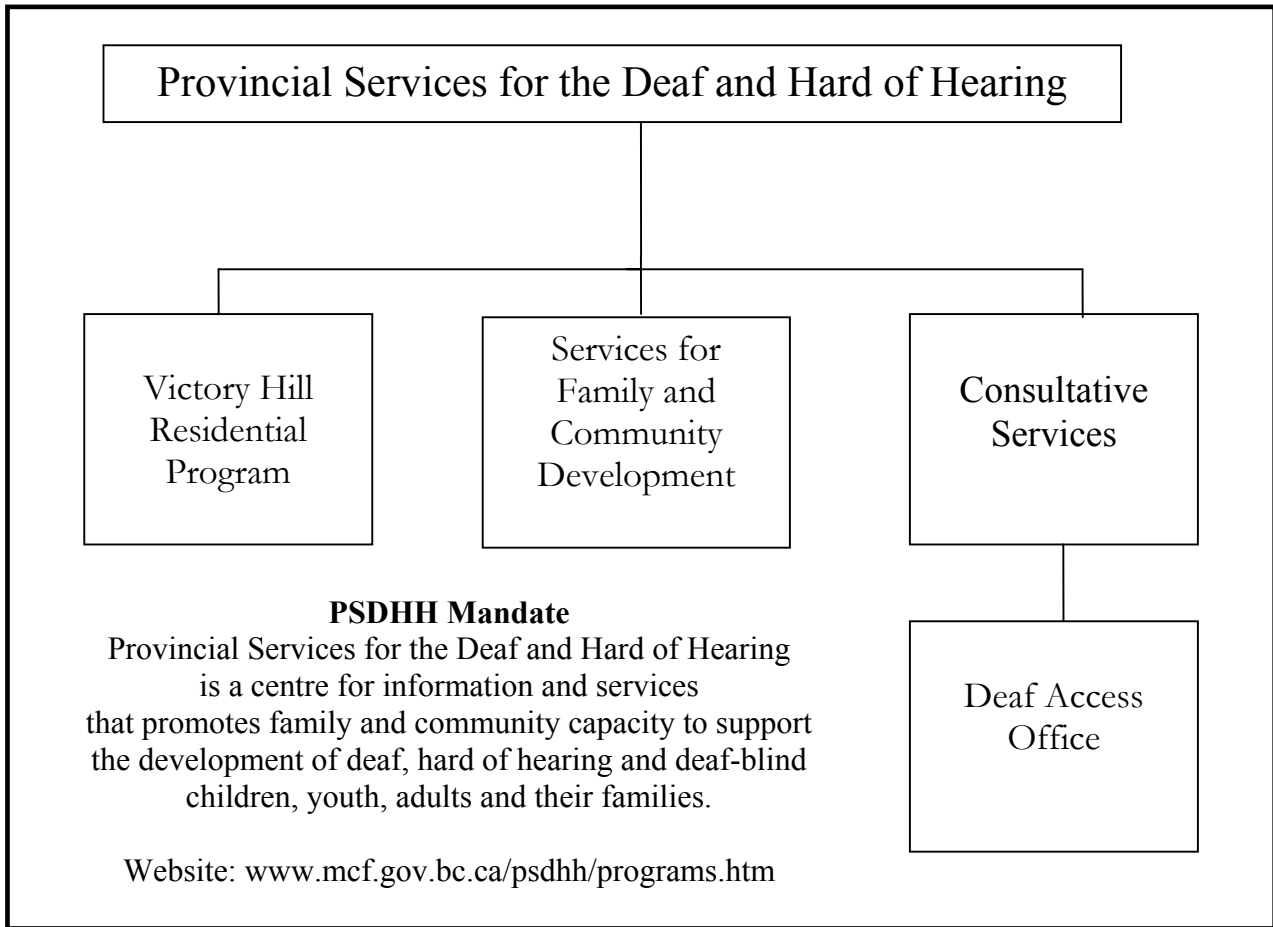 Provincial Services for the Deaf and Hard of Hearing
Victory Hill
Residential
Program
Services for
Family and
Community
Development
Consultative
Services
Deaf Access
Office
PSDHH Mandate
Provincial Services for the Deaf and Hard of Hearing
is a centre for information and services
that promotes family and community capacity to support
the development of deaf, hard of hearing and deaf-blind
children, youth, adults and their families.
Website: www.mcf.gov.bc.ca/psdhh/programs.htm